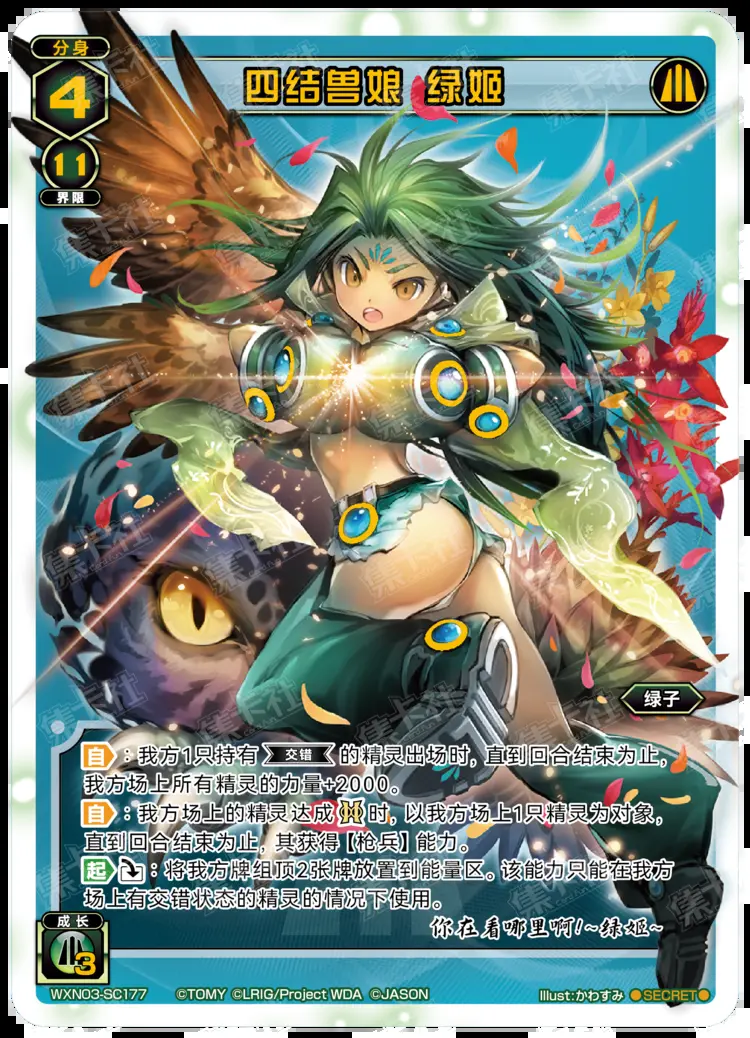 分身
4
四结兽娘 绿姬
11
界限
绿子
自：我方1只持有 交错 的精灵出场时，直到回合结束为止，
我方场上所有精灵的力量+2000。
自：我方场上的精灵达成 时，以我方场上1只精灵为对象，
直到回合结束为止，其获得【枪兵】能力。
起 ：将我方牌组顶2张牌放置到能量区。该能力只能在我方
场上有交错状态的精灵的情况下使用。
你在看哪里啊!~绿姬~
成长
3
WXN03-SC177 ©TOMY ©LRIG/Project WDA ©JASON Illust:かわすみ ●SECRET●
集卡社